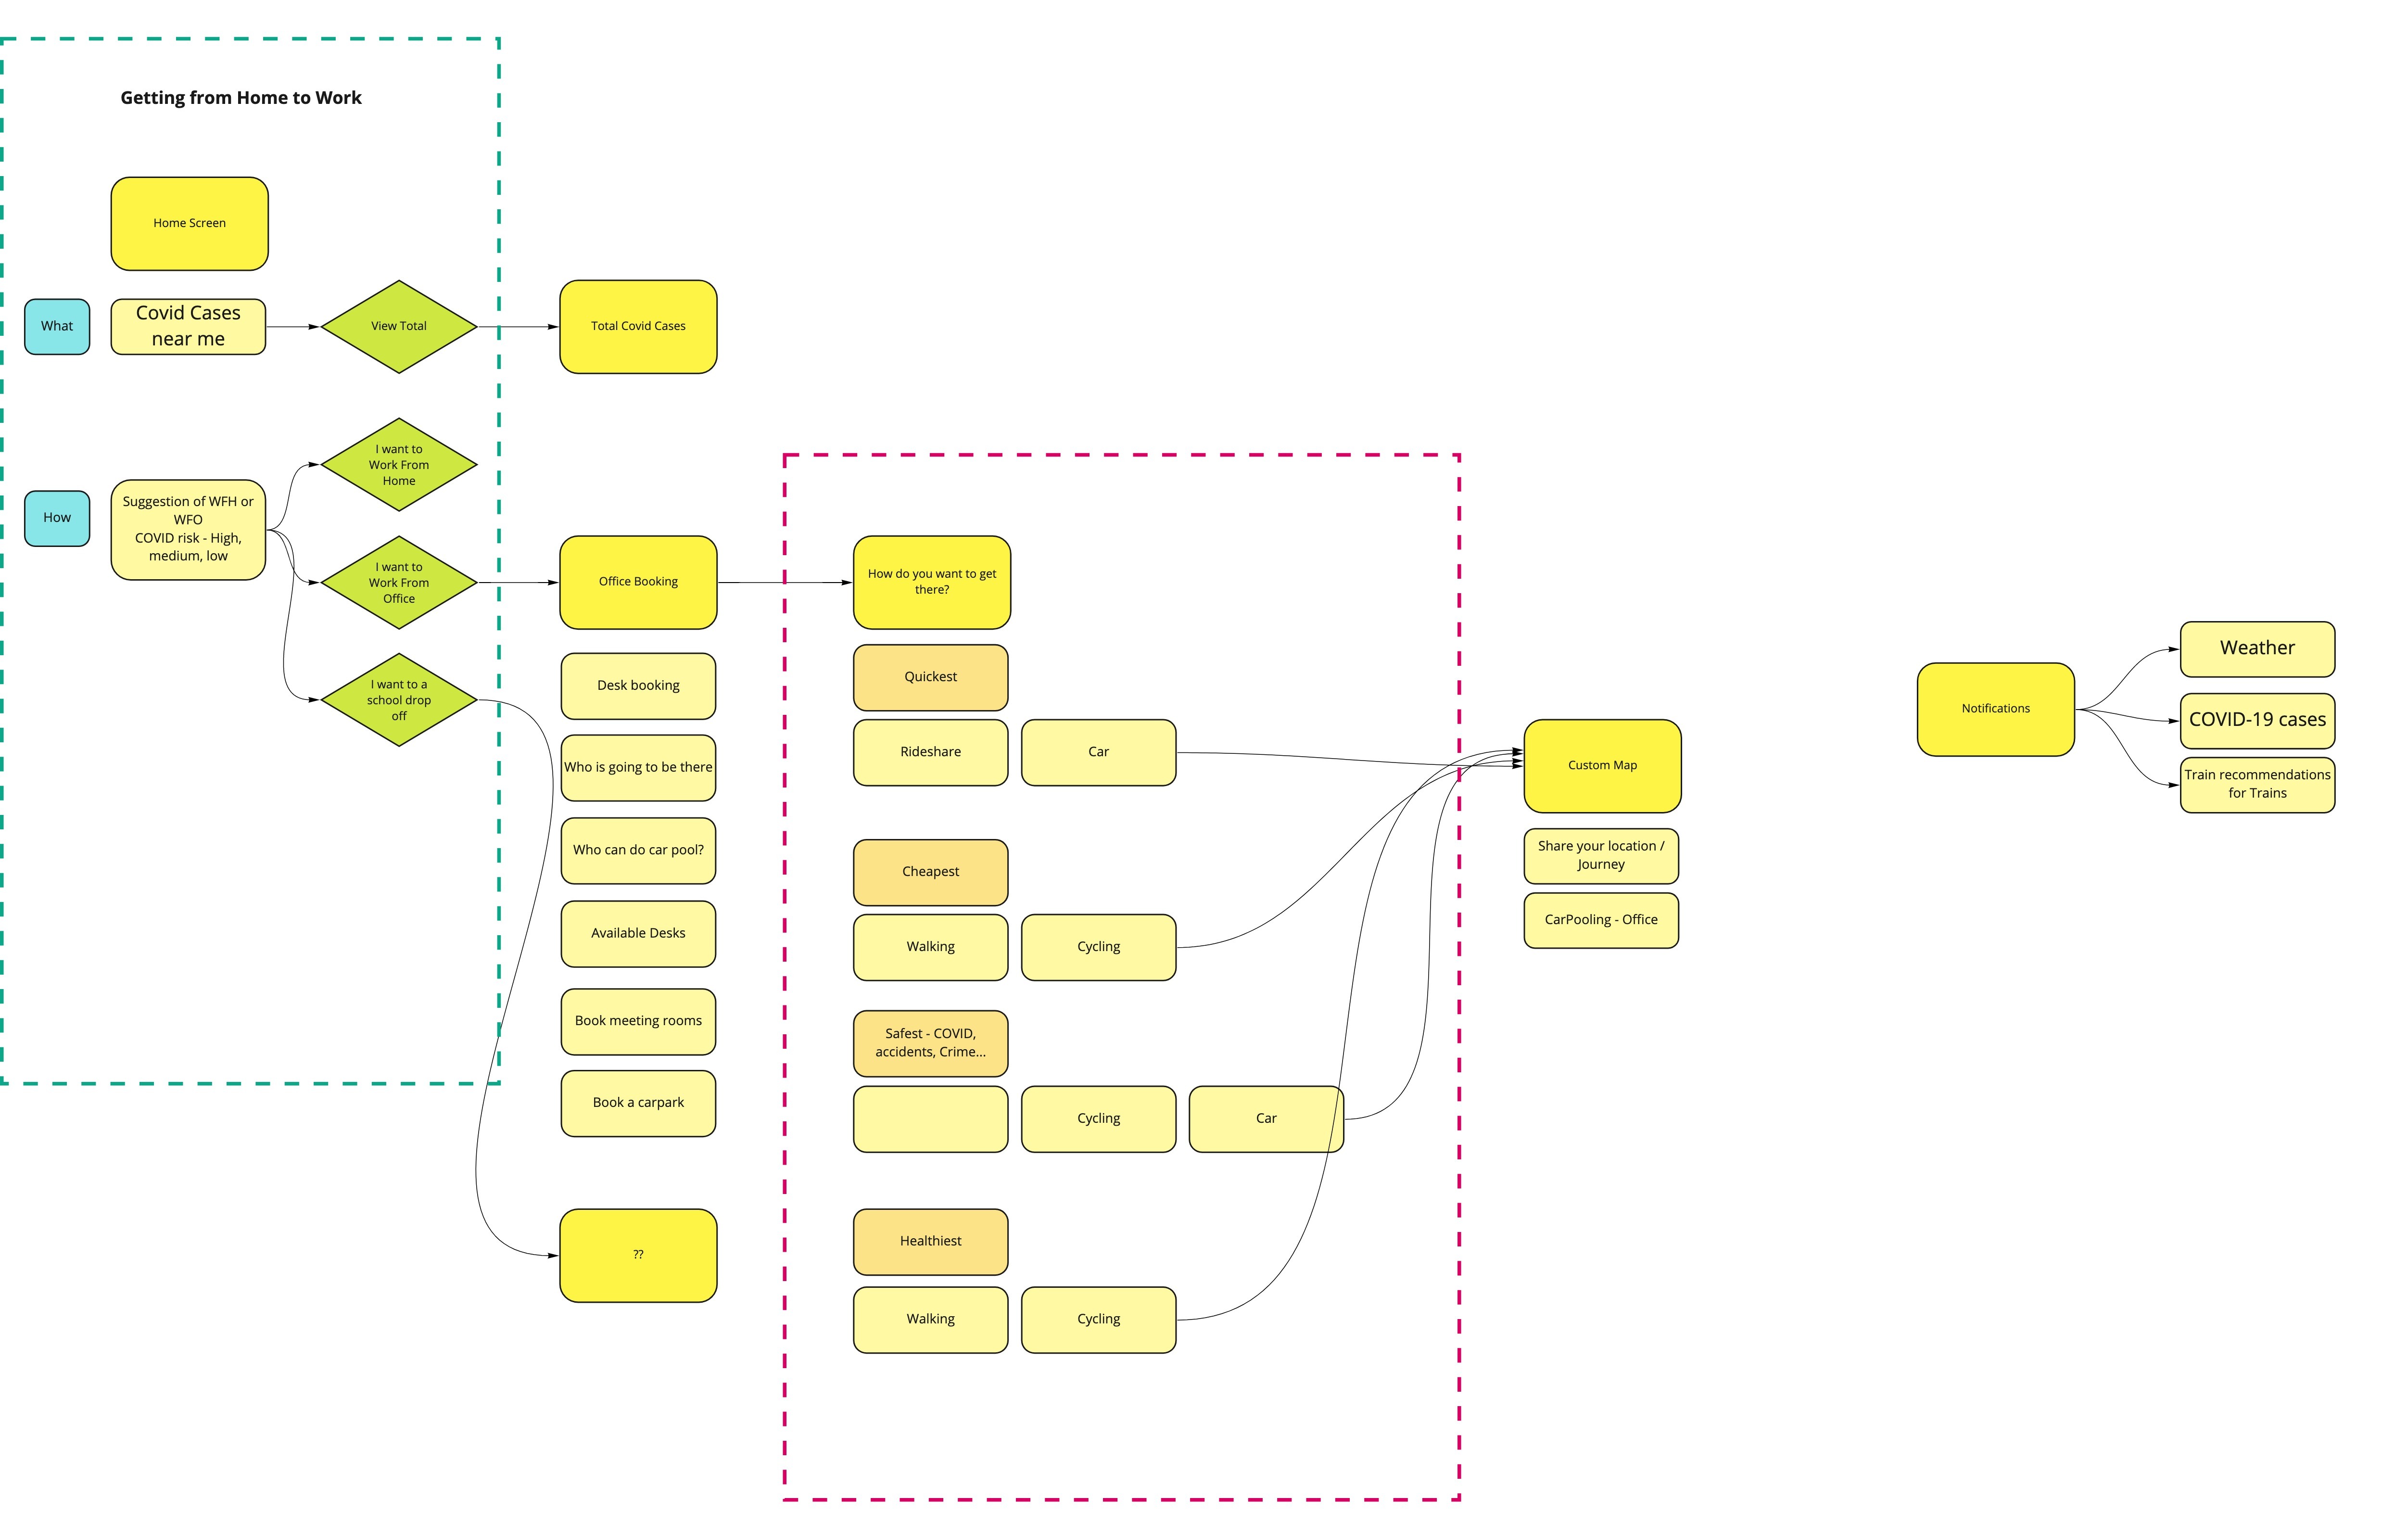 Getting from Home to Work
Home Screen
What
Covid Cases
near me
View Total
Total Covid Cases
I want to
Work From
Home
How
Suggestion of WFH or
WFO
COVID risk - High,
medium, low
I want to
Work From
Office
I want to a
school drop
off
Office Booking
Desk booking
Who is going to be there
Who can do car pool?
Available Desks
Book meeting rooms
Book a carpark
??
How do you want to get
there?
Quickest
Rideshare
Car
Cheapest
Walking
Cycling
Safest - COVID,
accidents, Crime...
Cycling
Car
Healthiest
Walking
Cycling
Custom Map
Share your location /
Journey
CarPooling - Office
Notifications
Weather
COVID-19 cases
Train recommendations
for Trains